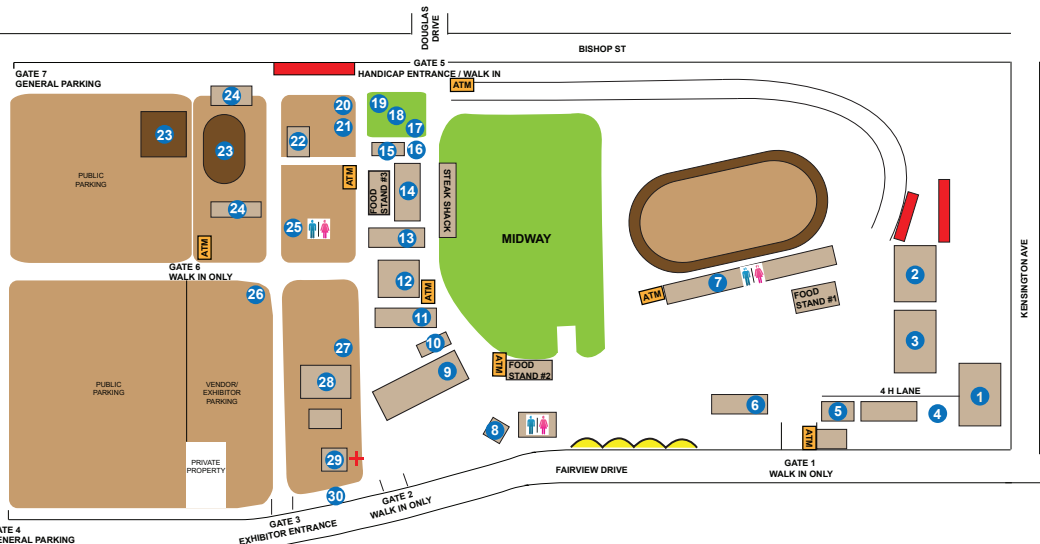 DOUGLAS
DRIVE
BISHOP ST
GATE 5
HANDICAP ENTRANCE / WALK IN
GATE 7
GENERAL PARKING
ATM
24
20
19
18
17
21
23
22
23
15
16
PUBLIC
PARKING
ATM
FOOD
STAND #3
14
STEAK SHACK
24
25
13
MIDWAY
ATM
GATE 6
WALK IN ONLY
12
ATM
7
ATM
FOOD
STAND #1
2
KENSINGTON AVE
26
11
10
3
27
9
ATM
FOOD
STAND #2
PUBLIC
PARKING
VENDOR/
EXHIBITOR
PARKING
28
4 H LANE
1
6
5
4
8
ATM
29
PRIVATE
PROPERTY
FAIRVIEW DRIVE
GATE 1
WALK IN ONLY
30
GATE 2
WALK IN ONLY
GATE 3
EXHIBITOR ENTRANCE
ATE 4
ENERAL PARKING